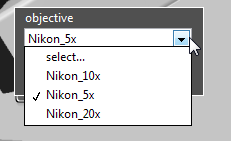 objective
Nikon_5x
select...
Nikon_10x
Nikon_5x
Nikon_20x